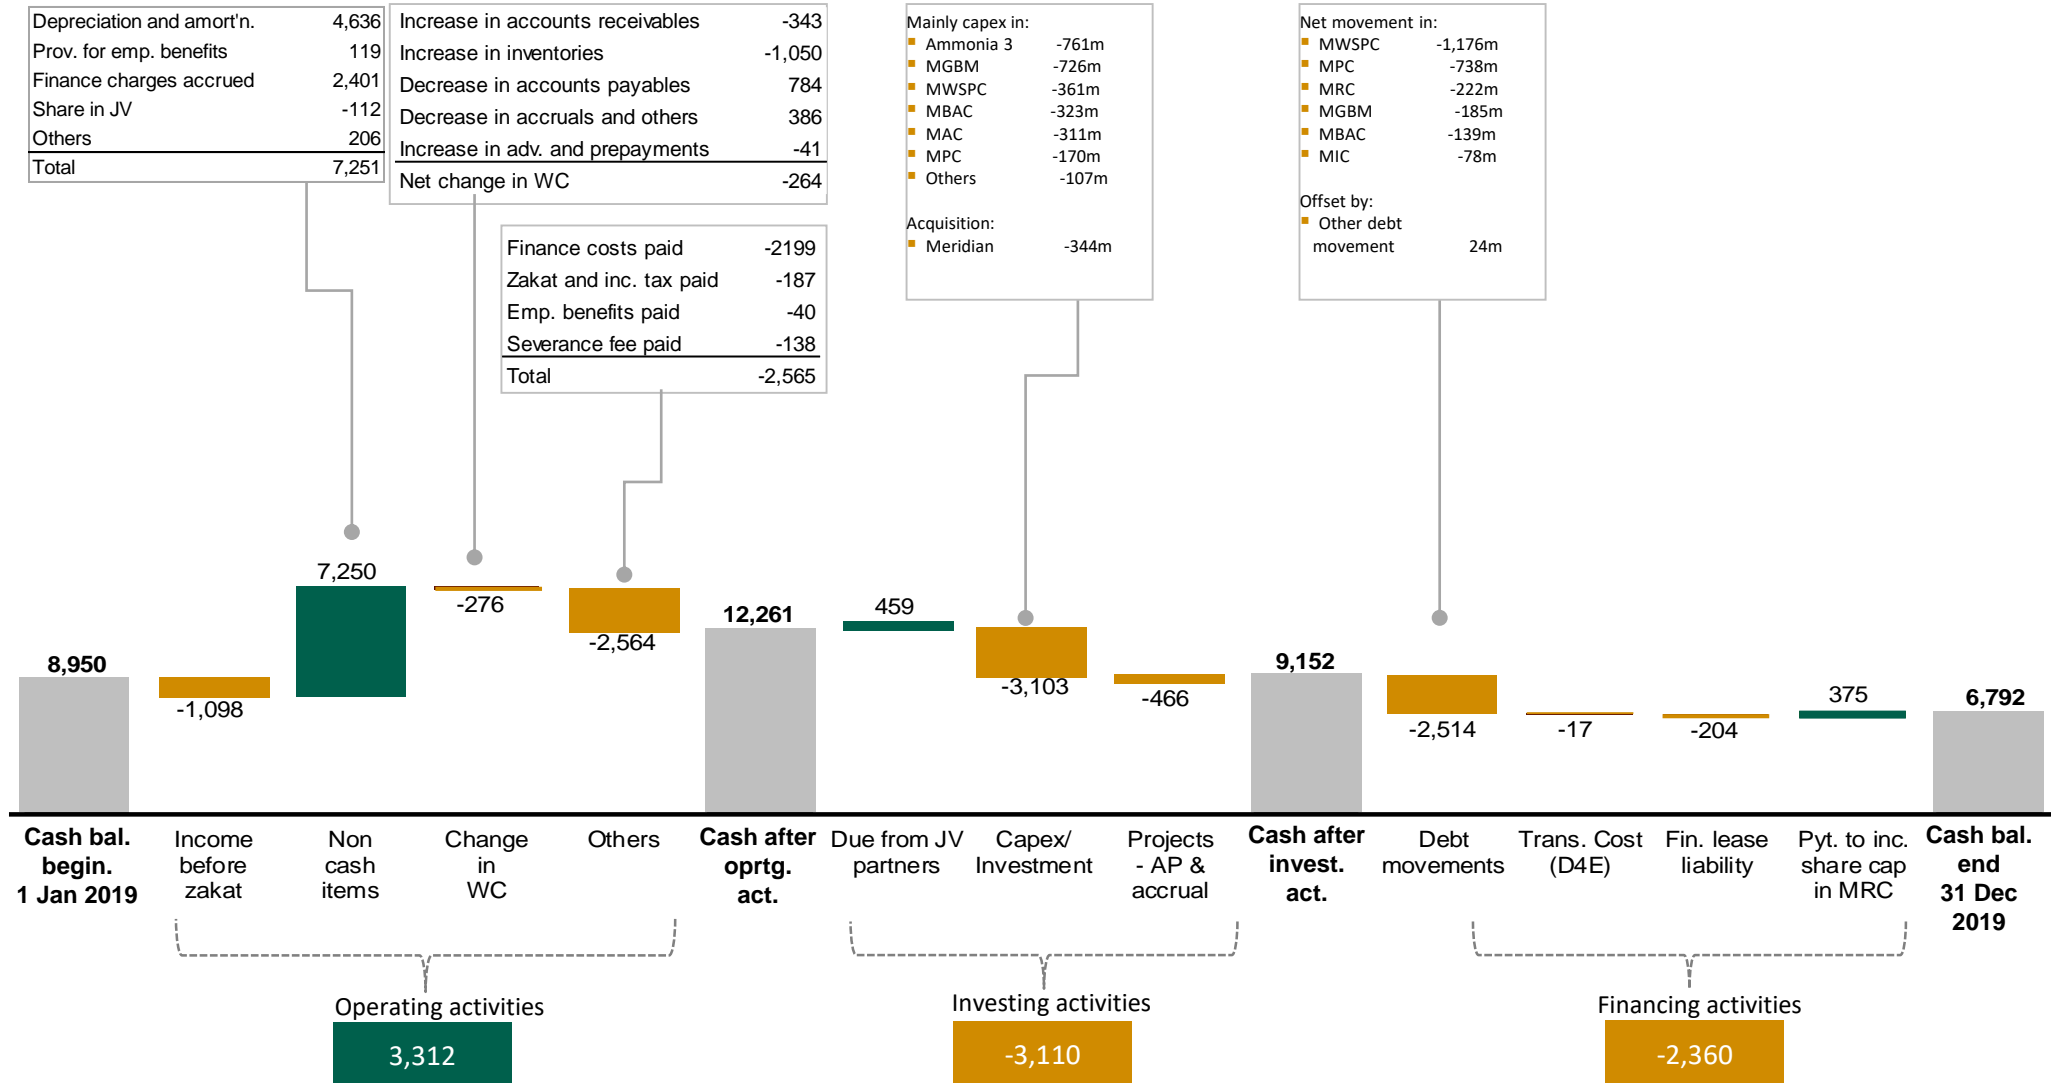 Depreciation and amort'n. 4,636
Prov. for emp. benefits 119
Finance charges accrued 2,401
Share in JV -112
Others 206
Total 7,251
Increase in accounts receivables -343
Increase in inventories -1,050
Decrease in accounts payables 784
Decrease in accruals and others 386
Increase in adv. and prepayments -41
Net change in WC -264
Finance costs paid -2199
Zakat and inc. tax paid -187
Emp. benefits paid -40
Severance fee paid -138
Total -2,565
Mainly capex in:
Ammonia 3 -761m
MGBM -726m
MWSPC -361m
MBAC -323m
MAC -311m
MPC -170m
Others -107m
Acquisition:
Meridian -344m
Net movement in:
MWSPC -1,176m
MPC -738m
MRC -222m
MGBM -185m
MBAC -139m
MIC -78m
Offset by:
Other debt
movement 24m
8,950
-1,098
7,250
-276
-2,564
12,261
459
-3,103
-466
9,152
-2,514
-17
-204
375
6,792
Cash bal.
begin.
1 Jan 2019
Income
before
zakat
Non
cash
items
Change
in
WC
Others
Cash after
oprtg.
act.
Due from JV
partners
Capex/
Investment
Projects
- AP &
accrual
Cash after
invest.
act.
Debt
movements
Trans. Cost
(D4E)
Fin. lease
liability
Pyt. to inc.
share cap
in MRC
Cash bal.
end
31 Dec
2019
Operating activities
3,312
Investing activities
-3,110
Financing activities
-2,360